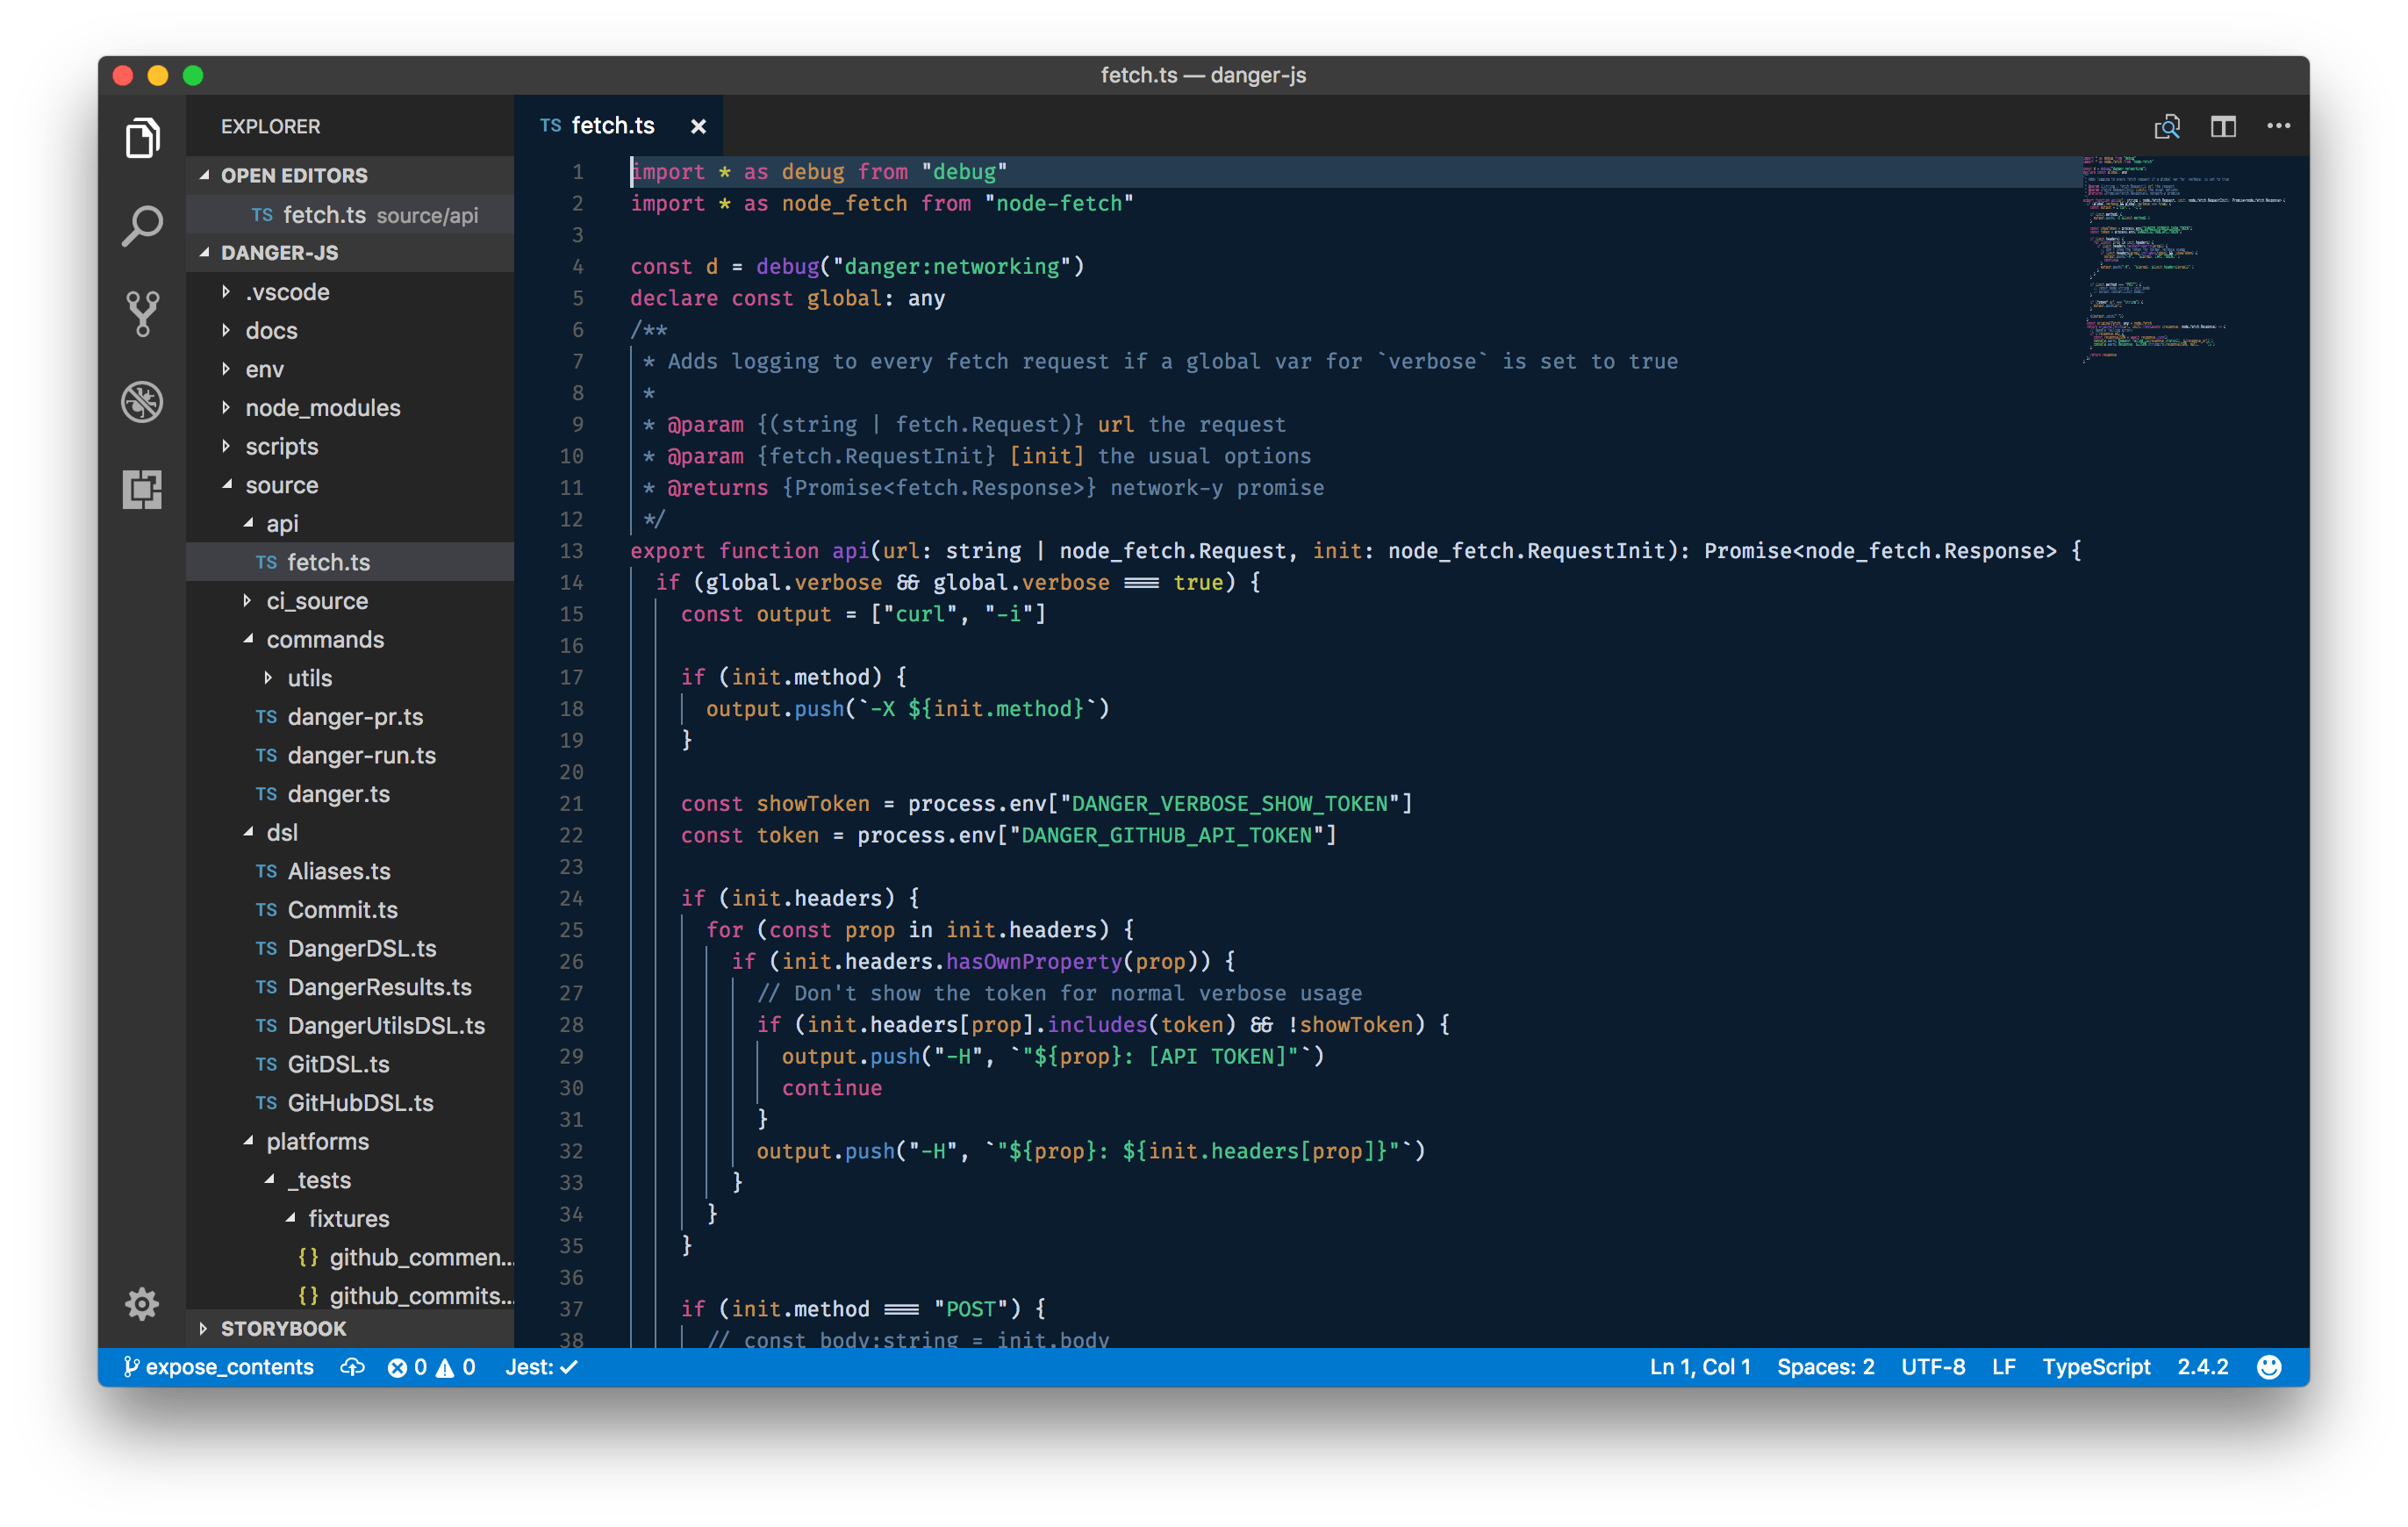 fetch.ts — danger-js
EXPLORER
OPEN EDITORS
TS fetch.ts source/api
DANGER-JS
.vscode
docs
env
node_modules
scripts
source
api
TS fetch.ts
ci_source
commands
utils
TS danger-pr.ts
TS danger-run.ts
TS danger.ts
dsl
TS Aliases.ts
TS Commit.ts
TS DangerDSL.ts
TS DangerResults.ts
TS DangerUtilsDSL.ts
TS GitDSL.ts
TS GitHubDSL.ts
platforms
_tests
fixtures
{} github_commen...
{} github_commits...
STORYBOOK
TS fetch.ts
1 import * as debug from "debug"
2 import * as node_fetch from "node-fetch"
3
4 const d = debug("danger:networking")
5 declare const global: any
6 /**
7 * Adds logging to every fetch request if a global var for `verbose` is set to true
8 *
9 * @param {(string | fetch.Request)} url the request
10 * @param {fetch.RequestInit} [init] the usual options
11 * @returns {Promise<fetch.Response>} network-y promise
12 */
13 export function api(url: string | node_fetch.Request, init: node_fetch.RequestInit): Promise<node_fetch.Response> {
14 if (global.verbose && global.verbose === true) {
15 const output = ["curl", "-i"]
16
17 if (init.method) {
18 output.push(`-X ${init.method}`)
19 }
20
21 const showToken = process.env["DANGER_VERBOSE_SHOW_TOKEN"]
22 const token = process.env["DANGER_GITHUB_API_TOKEN"]
23
24 if (init.headers) {
25 for (const prop in init.headers) {
26 if (init.headers.hasOwnProperty(prop)) {
27 // Don't show the token for normal verbose usage
28 if (init.headers[prop].includes(token) && !showToken) {
29 output.push("-H", `"${prop}: [API TOKEN]"`)
30 continue
31 }
32 output.push("-H", `"${prop}: ${init.headers[prop]}"`)
33 }
34 }
35 }
36
37 if (init.method === "POST") {
38 // const body:string = init.body
expose_contents 0 0 Jest: ✓ Ln 1, Col 1 Spaces: 2 UTF-8 LF TypeScript 2.4.2